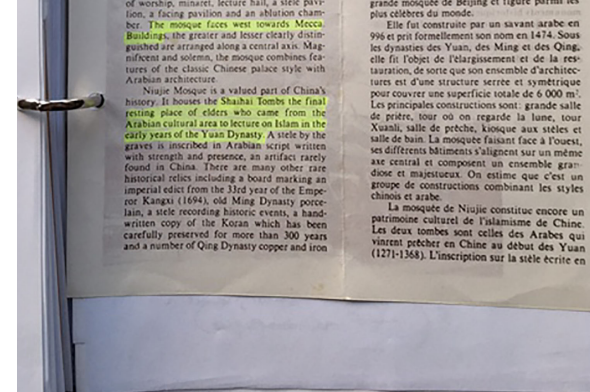 of worship, minaret, lecture hall, a stele pavi-
lion, a facing pavilion and an ablution cham-
ber. The mosque faces west towards Mecca.
Buildings, the greater and lesser clearly distin-
guished are arranged along a central axis. Mag-
nificent and solemn, the mosque combines fea-
tures of the classic Chinese palace style with
Arabian architecture.
Niujie Mosque is a valued part of China's
history. It houses the Shaihai Tombs the final
resting place of elders who came from the
Arabian cultural area to lecture on Islam in the
early years of the Yuan Dynasty. A stele by the
graves is inscribed in Arabian script written
with strength and presence, an artifact rarely
found in China. There are many other rare
historical relics including a board marking an
imperial edict from the 33rd year of the Empe-
ror Kangxi (1694), old Ming Dynasty porce-
lain, a stele recording historic events, a hand-
written copy of the Koran which has been
carefully preserved for more than 300 years
and a number of Qing Dynasty copper and iron
grande mosquée de Beijing et figure parmi les
plus célèbres du monde.
Elle fut construite par un savant arabe en
996 et prit formellement son nom en 1474. Sous
les dynasties des Yuan, des Ming et des Qing,
elle fit l'objet de l'élargissement et de la res-
tauration, de sorte que son ensemble d'architec-
tures est d'une structure serrée et symétrique
pour couvrir une superficie totale de 6 000 m².
Les principales constructions sont: grande salle
de prière, tour où on regarde la lune, tour
Xuanli, salle de prêche, kiosque aux stèles et
salle de bain. La mosquée faisant face à l'ouest,
ses différents bâtiments s'alignent sur un même
axe central et composent un ensemble gran-
diose et majestueux. On estime que c'est un
groupe de constructions combinant les styles
chinois et arabe.
La mosquée de Niujie constitue encore un
patrimoine culturel de l'islamisme de Chine.
Les deux tombes sont celles des Arabes qui
vinrent prêcher en Chine au début des Yuan
(1271-1368). L'inscription sur la stèle écrite en